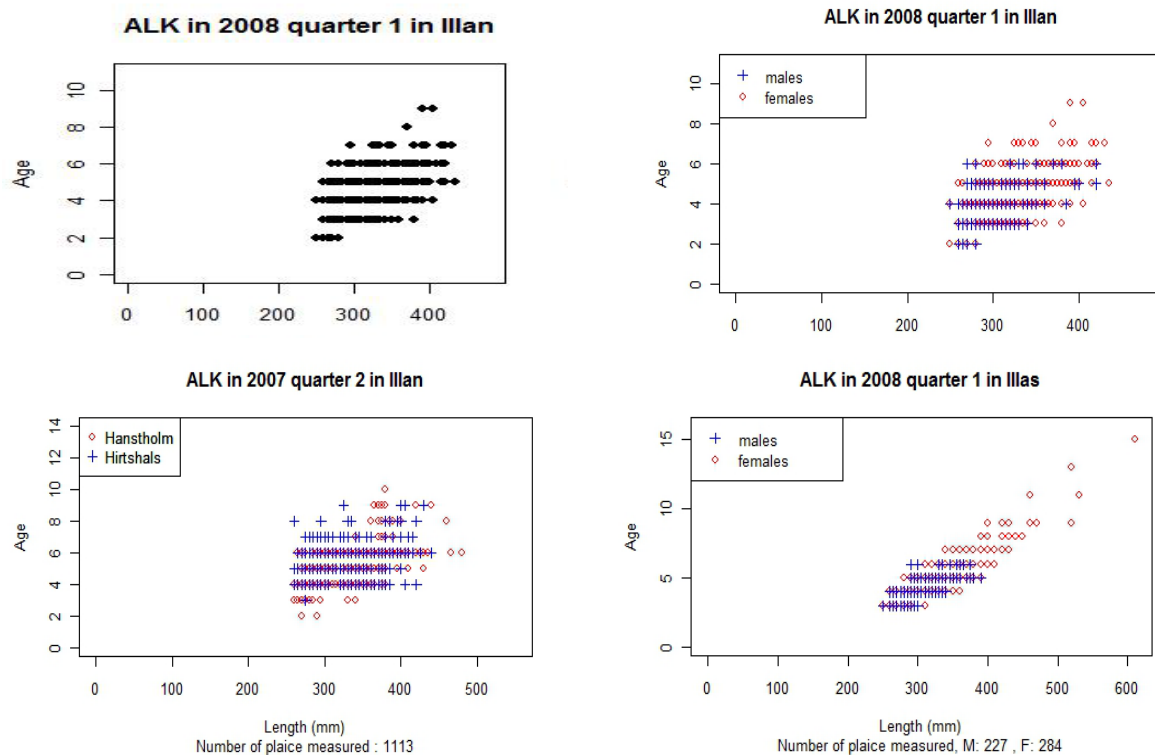 ALK in 2008 quarter 1 in IIIan
Age
10
8
6
4
2
0
0 100 200 300 400
ALK in 2008 quarter 1 in IIIan
males
females
Age
10
8
6
4
2
0
0 100 200 300 400
ALK in 2007 quarter 2 in IIIan
Hanstholm
Hirtshals
Age
14
12
10
8
6
4
2
0
0 100 200 300 400 500
Length (mm)
Number of plaice measured : 1113
ALK in 2008 quarter 1 in IIIas
males
females
Age
15
10
5
0
0 100 200 300 400 500 600
Length (mm)
Number of plaice measured, M: 227 , F: 284